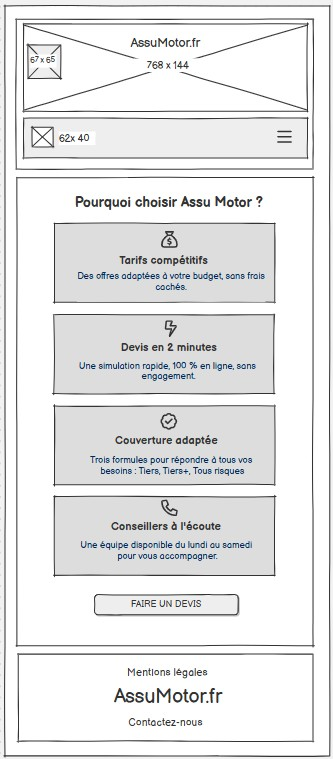 AssuMotor.fr
67 x 65
768 x 144
62x 40
Pourquoi choisir Assu Motor ?
Tarifs compétitifs
Des offres adaptées à votre budget, sans frais
cachés.
Devis en 2 minutes
Une simulation rapide, 100 % en ligne, sans
engagement.
Couverture adaptée
Trois formules pour répondre à tous vos
besoins : Tiers, Tiers+, Tous risques
Conseillers à l'écoute
Une équipe disponible du lundi au samedi
pour vous accompagner.
FAIRE UN DEVIS
Mentions légales
AssuMotor.fr
Contactez-nous